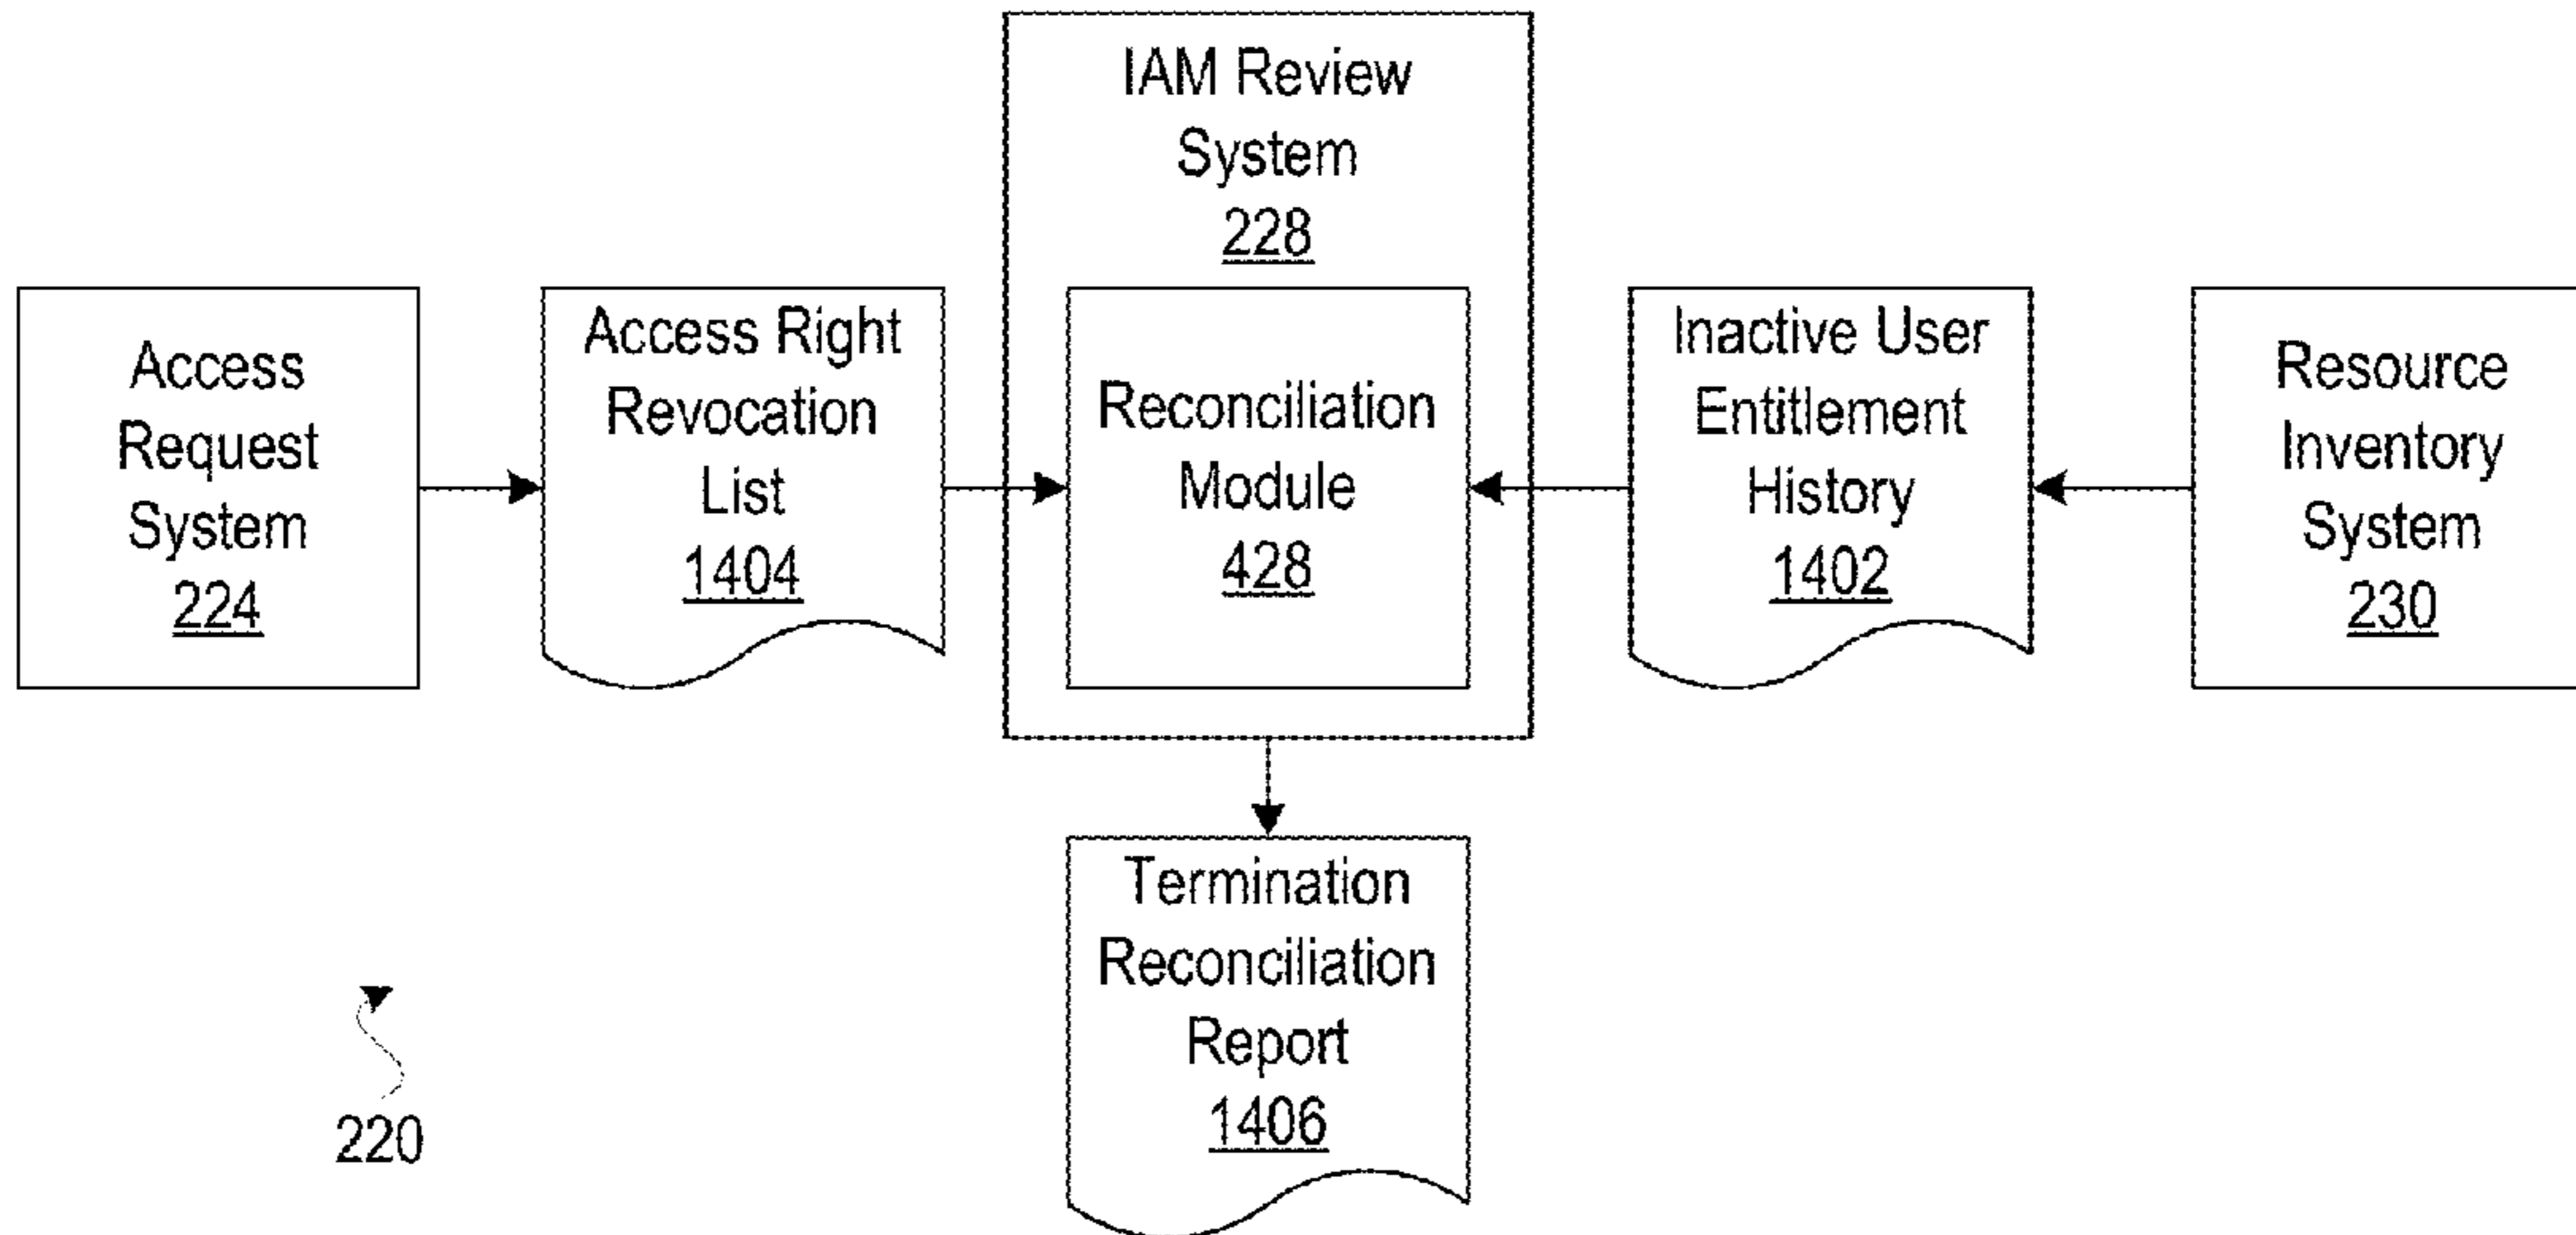 IAM Review
System
228
Access
Request
System
224
Access Right
Revocation
List
1404
Reconciliation
Module
428
Inactive User
Entitlement
History
1402
Resource
Inventory
System
230
Termination
Reconciliation
Report
1406
220